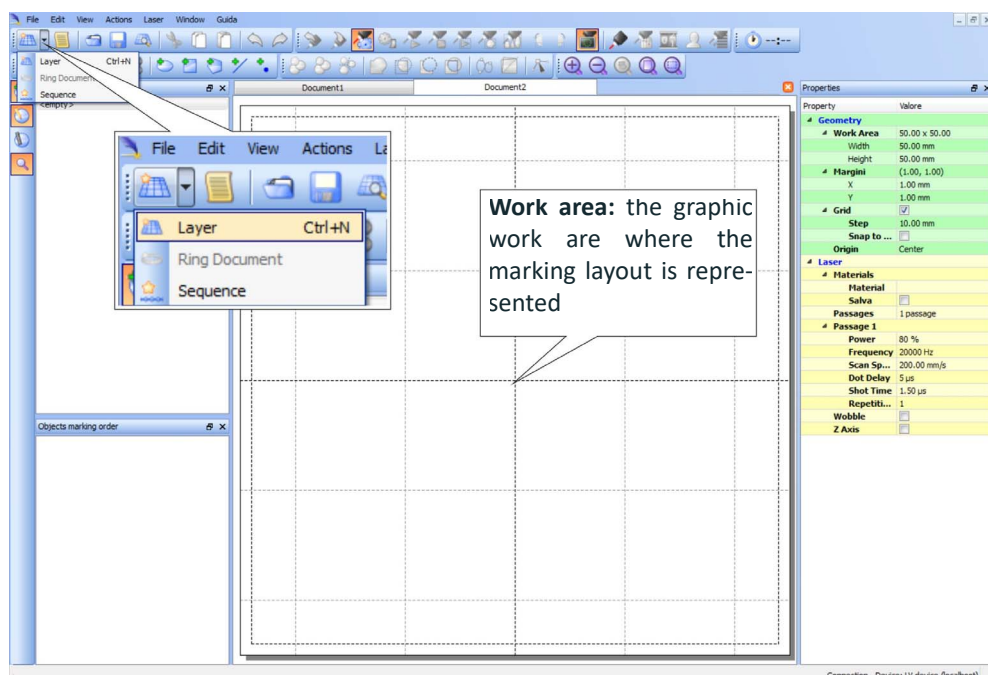 File Edit View Actions Laser Window Guida
--:--
Layer Ctrl+N
Ring Document
Sequence
<empty>
Document1 Document2
File Edit View Actions
Layer Ctrl+N
Ring Document
Sequence
Work area: the graphic
work are where the
marking layout is repre-
sented
Objects marking order
Properties
Property Valore
Geometry
Work Area 50.00 x 50.00
Width 50.00 mm
Height 50.00 mm
Margini (1.00, 1.00)
X 1.00 mm
Y 1.00 mm
Grid
Step 10.00 mm
Snap to ...
Origin Center
Laser
Materials
Material
Salva
Passages 1 passage
Passage 1
Power 80 %
Frequency 20000 Hz
Scan Sp... 200.00 mm/s
Dot Delay 5 µs
Shot Time 1.50 µs
Repetiti... 1
Wobble
Z Axis